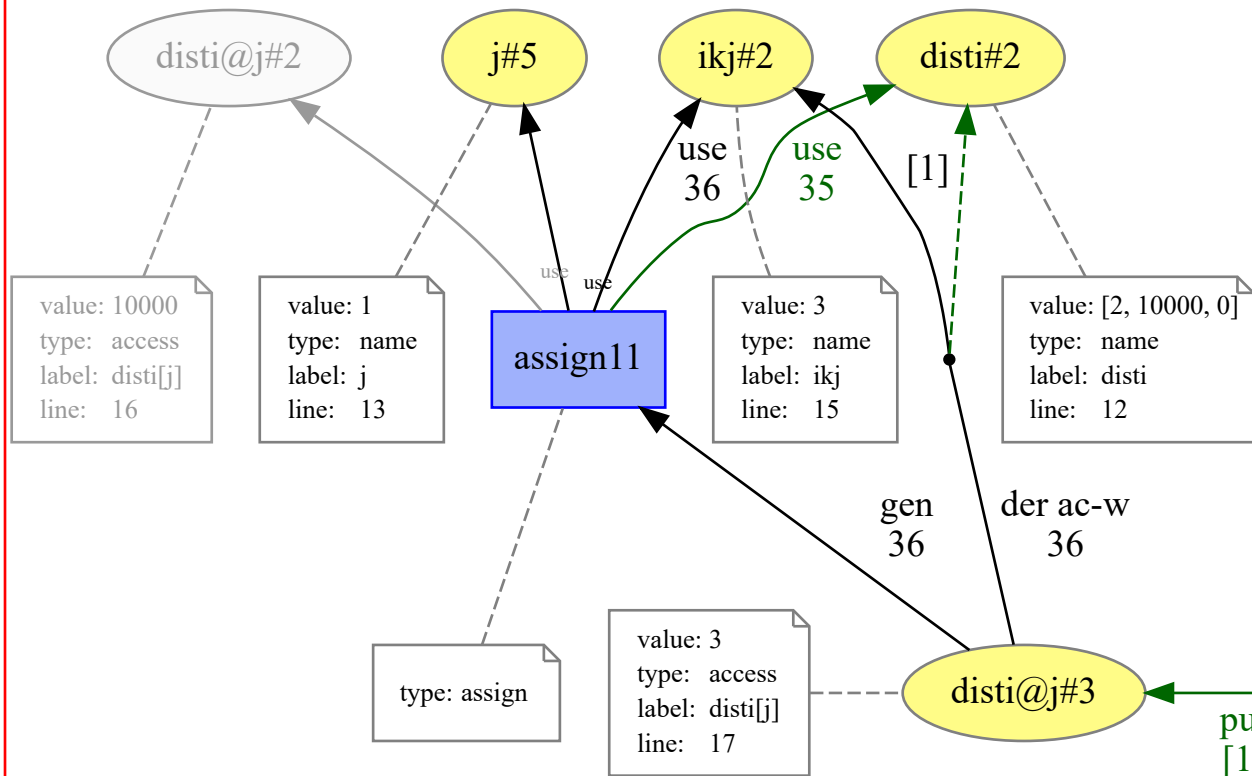 disti@j#2
j#5
ikj#2
disti#2
use
36
use
35
[1]
use
use
value: 10000
type: access
label: disti[j]
line: 16
value: 1
type: name
label: j
line: 13
assign11
value: 3
type: name
label: ikj
line: 15
value: [2, 10000, 0]
type: name
label: disti
line: 12
gen
36
der ac-w
36
type: assign
value: 3
type: access
label: disti[j]
line: 17
disti@j#3
pu
[1